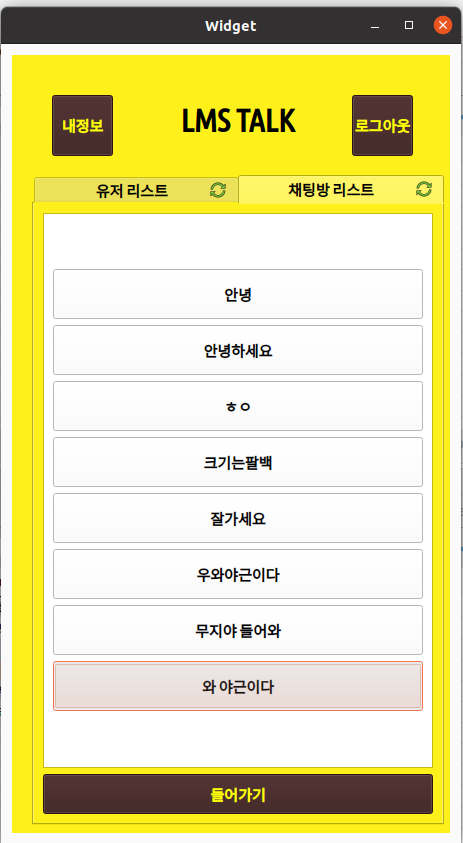 Widget
내정보
LMS TALK
로그아웃
유저 리스트
채팅방 리스트
안녕
안녕하세요
ㅎㅇ
크기는팔백
잘가세요
우와야근이다
무지야 들어와
와 야근이다
들어가기